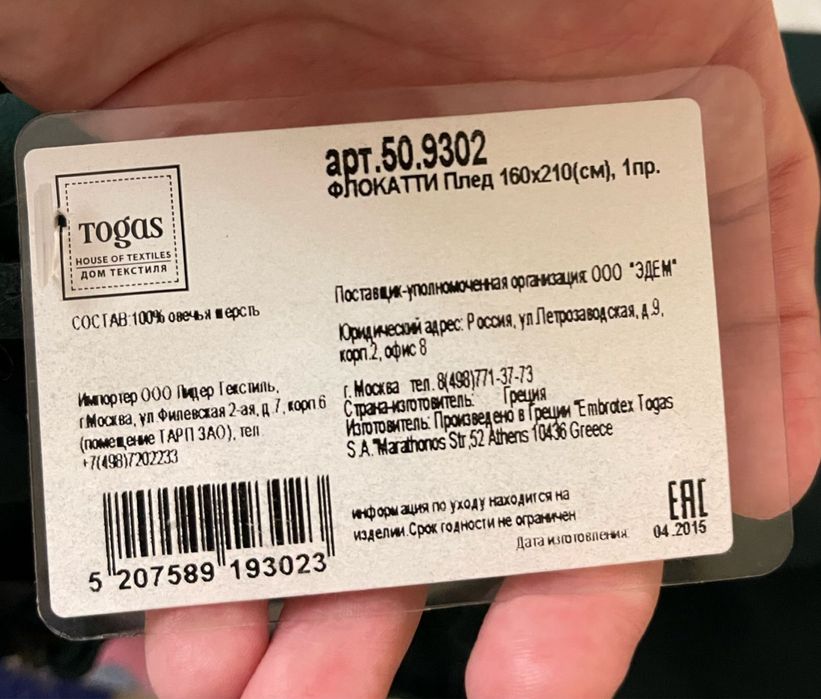 арт.50.9302
ФЛОКАТТИ Плед 160х210(см), 1пр.
Togas
HOUSE OF TEXTILES
ДОМ ТЕКСТИЛЯ
СОСТАВ:100% овечья шерсть
Поставщик-уполномоченная организация: ООО "ЭДЕМ"
Юридический адрес: Россия, ул.Петрозаводская, д.9,
корп.2, офис 8
г. Москва тел. 8(498)771-37-73
Страна-изготовитель: Греция
Изготовитель: Произведено в Греции "Embrotex Togas
S.A."Marathonos Str,52 Athens 10436 Greece
Импортер ООО Лидер Текстиль,
г.Москва, ул Филевская 2-ая, д.7, корп.6
(помещение ТАРП ЗАО), тел
+7(498)7202233
информация по уходу находится на
изделии.Срок годности не ограничен
EAC
Дата изготовления: 04.2015
5 207589 193023